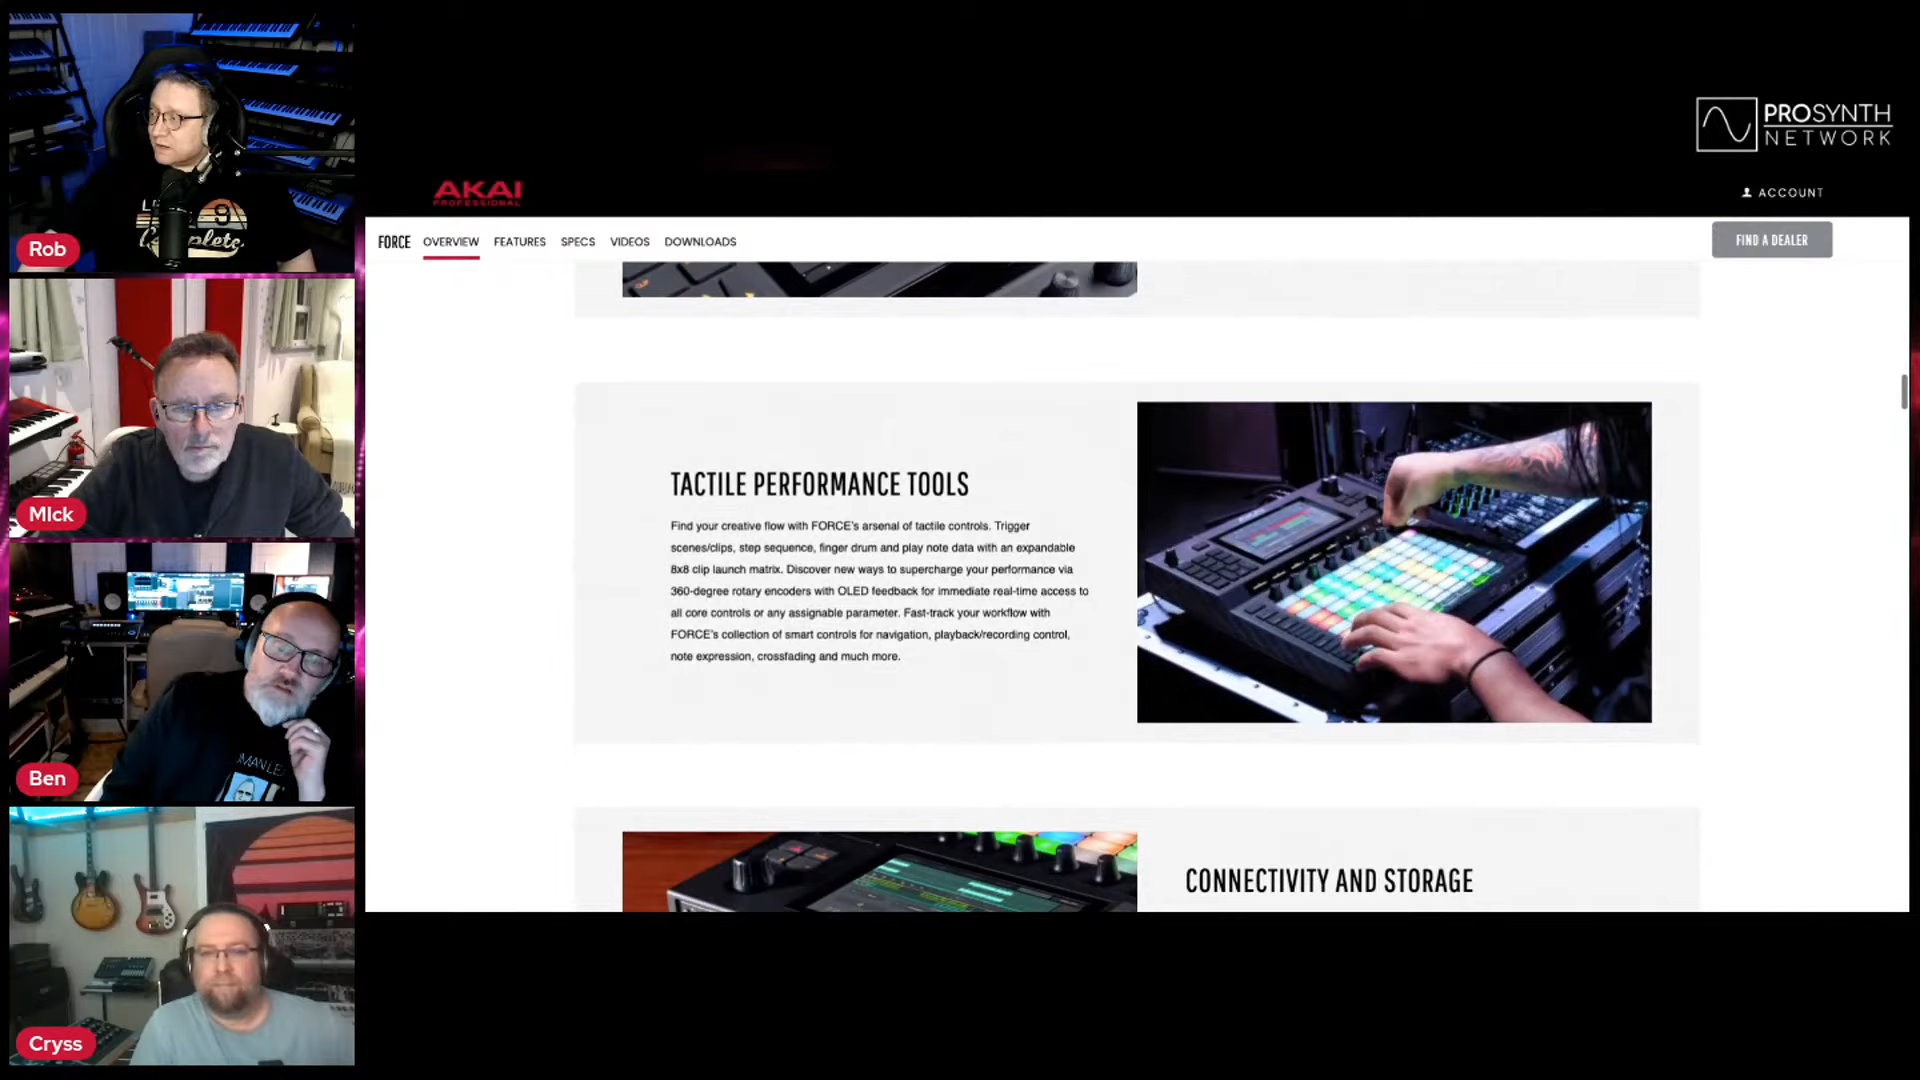 PROSYNTH
NETWORK
AKAI
PROFESSIONAL
ACCOUNT
FORCE OVERVIEW FEATURES SPECS VIDEOS DOWNLOADS
FIND A DEALER
Rob
TACTILE PERFORMANCE TOOLS
Find your creative flow with FORCE's arsenal of tactile controls. Trigger
scenes/clips, step sequence, finger drum and play note data with an expandable
8x8 clip launch matrix. Discover new ways to supercharge your performance via
360-degree rotary encoders with OLED feedback for immediate real-time access to
all core controls or any assignable parameter. Fast-track your workflow with
FORCE's collection of smart controls for navigation, playback/recording control,
note expression, crossfading and much more.
MIck
Ben
CONNECTIVITY AND STORAGE
Cryss